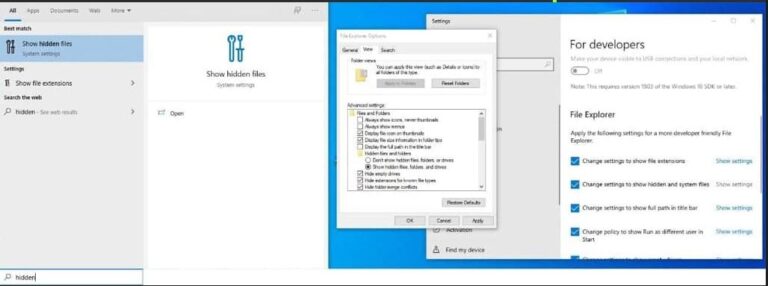 All Apps Documents Web More
Best match
Show hidden files
System settings
Settings
Show file extensions
Search the web
hidden - See web results
hidden
Show hidden files
System settings
Open
File Explorer Options
General View Search
Folder views
You can apply this view (such as Details or Icons) to
all folders of this type.
Apply to Folders Reset Folders
Advanced settings:
Files and Folders
Always show icons, never thumbnails
Always show menus
Display file icon on thumbnails
Display file size information in folder tips
Display the full path in the title bar
Hidden files and folders
Don't show hidden files, folders, or drives
Show hidden files, folders, and drives
Hide empty drives
Hide extensions for known file types
Hide folder merge conflicts
Restore Defaults
OK Cancel Apply
Settings
Activation
Find my device
For developers
Make your device visible to USB connections and your local network.
Off
Note: This requires version 1803 of the Windows 10 SDK or later.
File Explorer
Apply the following settings for a more developer friendly File
Explorer.
Change settings to show file extensions Show settings
Change settings to show hidden and system files Show settings
Change settings to show full path in title bar Show settings
Change policy to show Run as different user in Show settings
Start